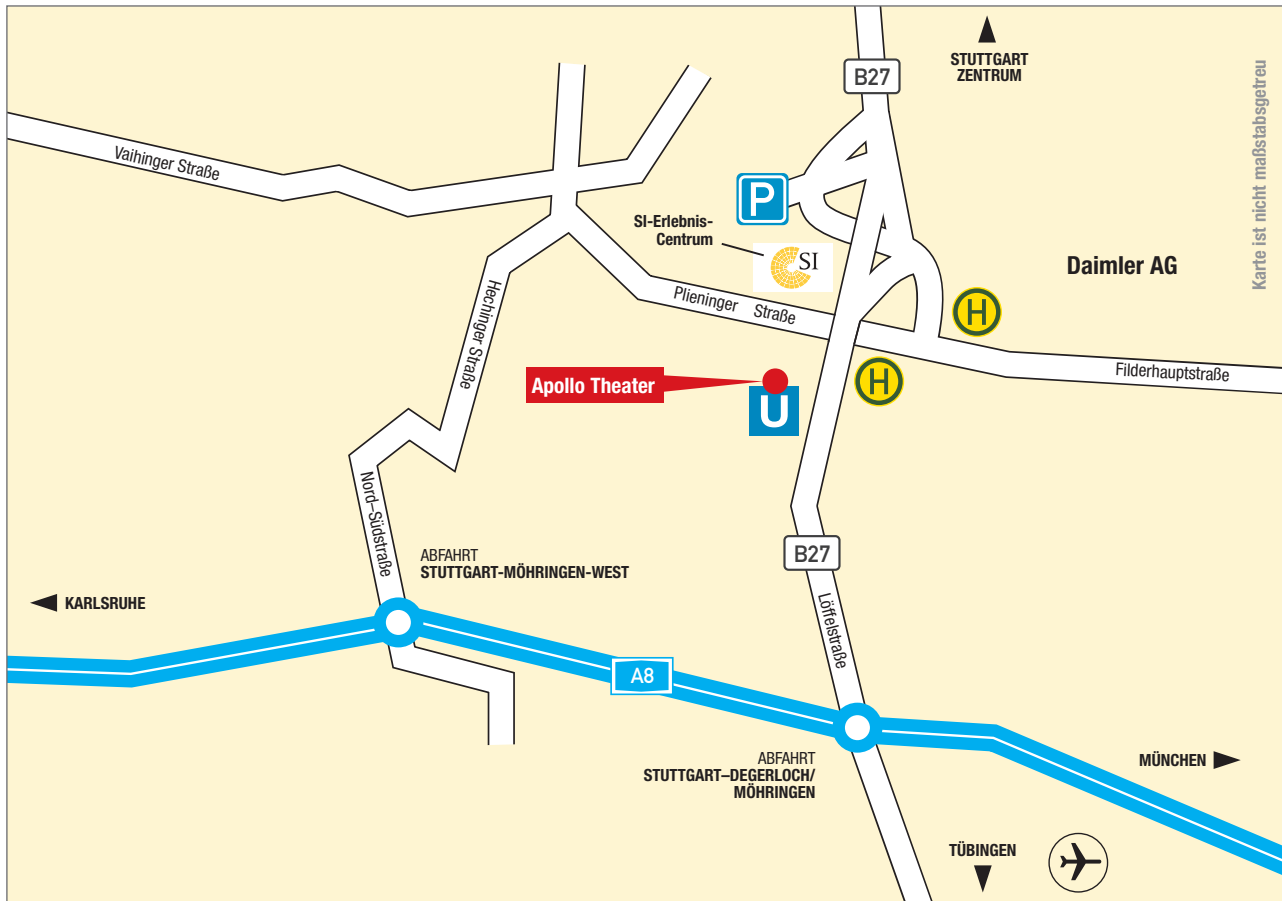 B27
STUTTGART
ZENTRUM
Karte ist nicht maßstabsgetreu
Vaihinger Straße
P
SI-Erlebnis-
Centrum
SI
Daimler AG
Hechinger Straße
Plieninger Straße
H
Filderhauptstraße
Apollo Theater
H
U
Nord–Südstraße
B27
ABFAHRT
STUTTGART-MÖHRINGEN-WEST
KARLSRUHE
Löffelstraße
A8
ABFAHRT
STUTTGART–DEGERLOCH/
MÖHRINGEN
MÜNCHEN
TÜBINGEN